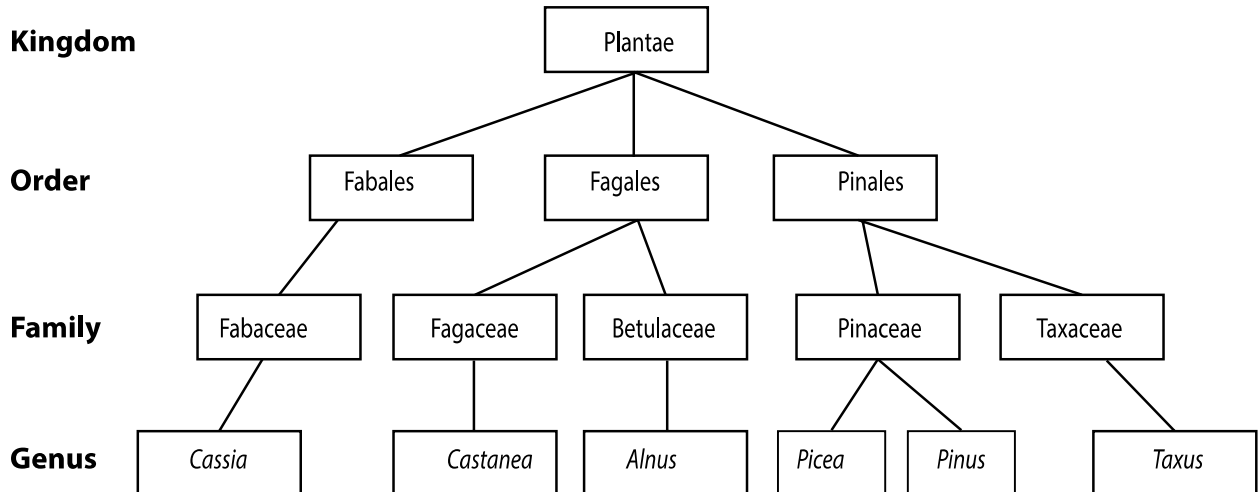 Kingdom Plantae
Order Fabales Fagales Pinales
Family Fabaceae Fagaceae Betulaceae Pinaceae Taxaceae
Genus Cassia Castanea Alnus Picea Pinus Taxus